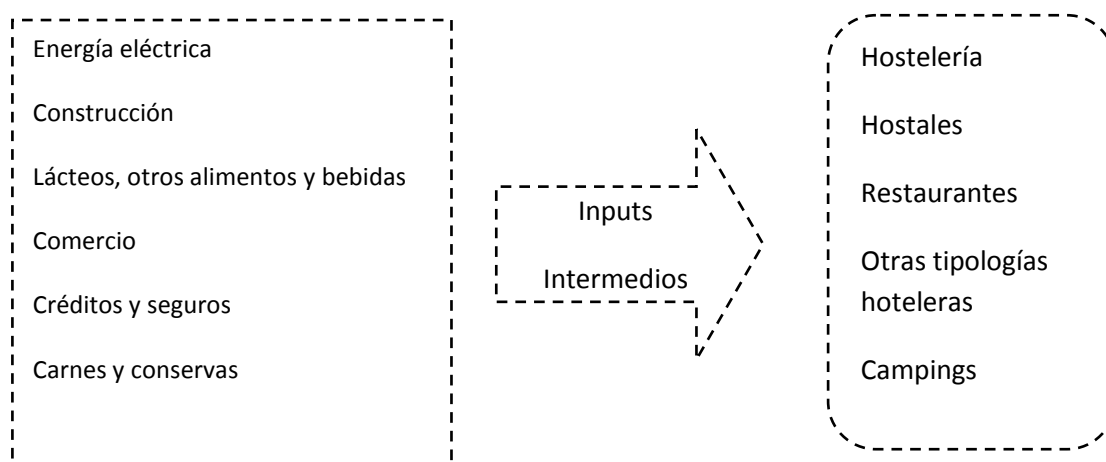 Energía eléctrica
Construcción
Lácteos, otros alimentos y bebidas
Comercio
Créditos y seguros
Carnes y conservas
Inputs
Intermedios
Hostelería
Hostales
Restaurantes
Otras tipologías
hoteleras
Campings